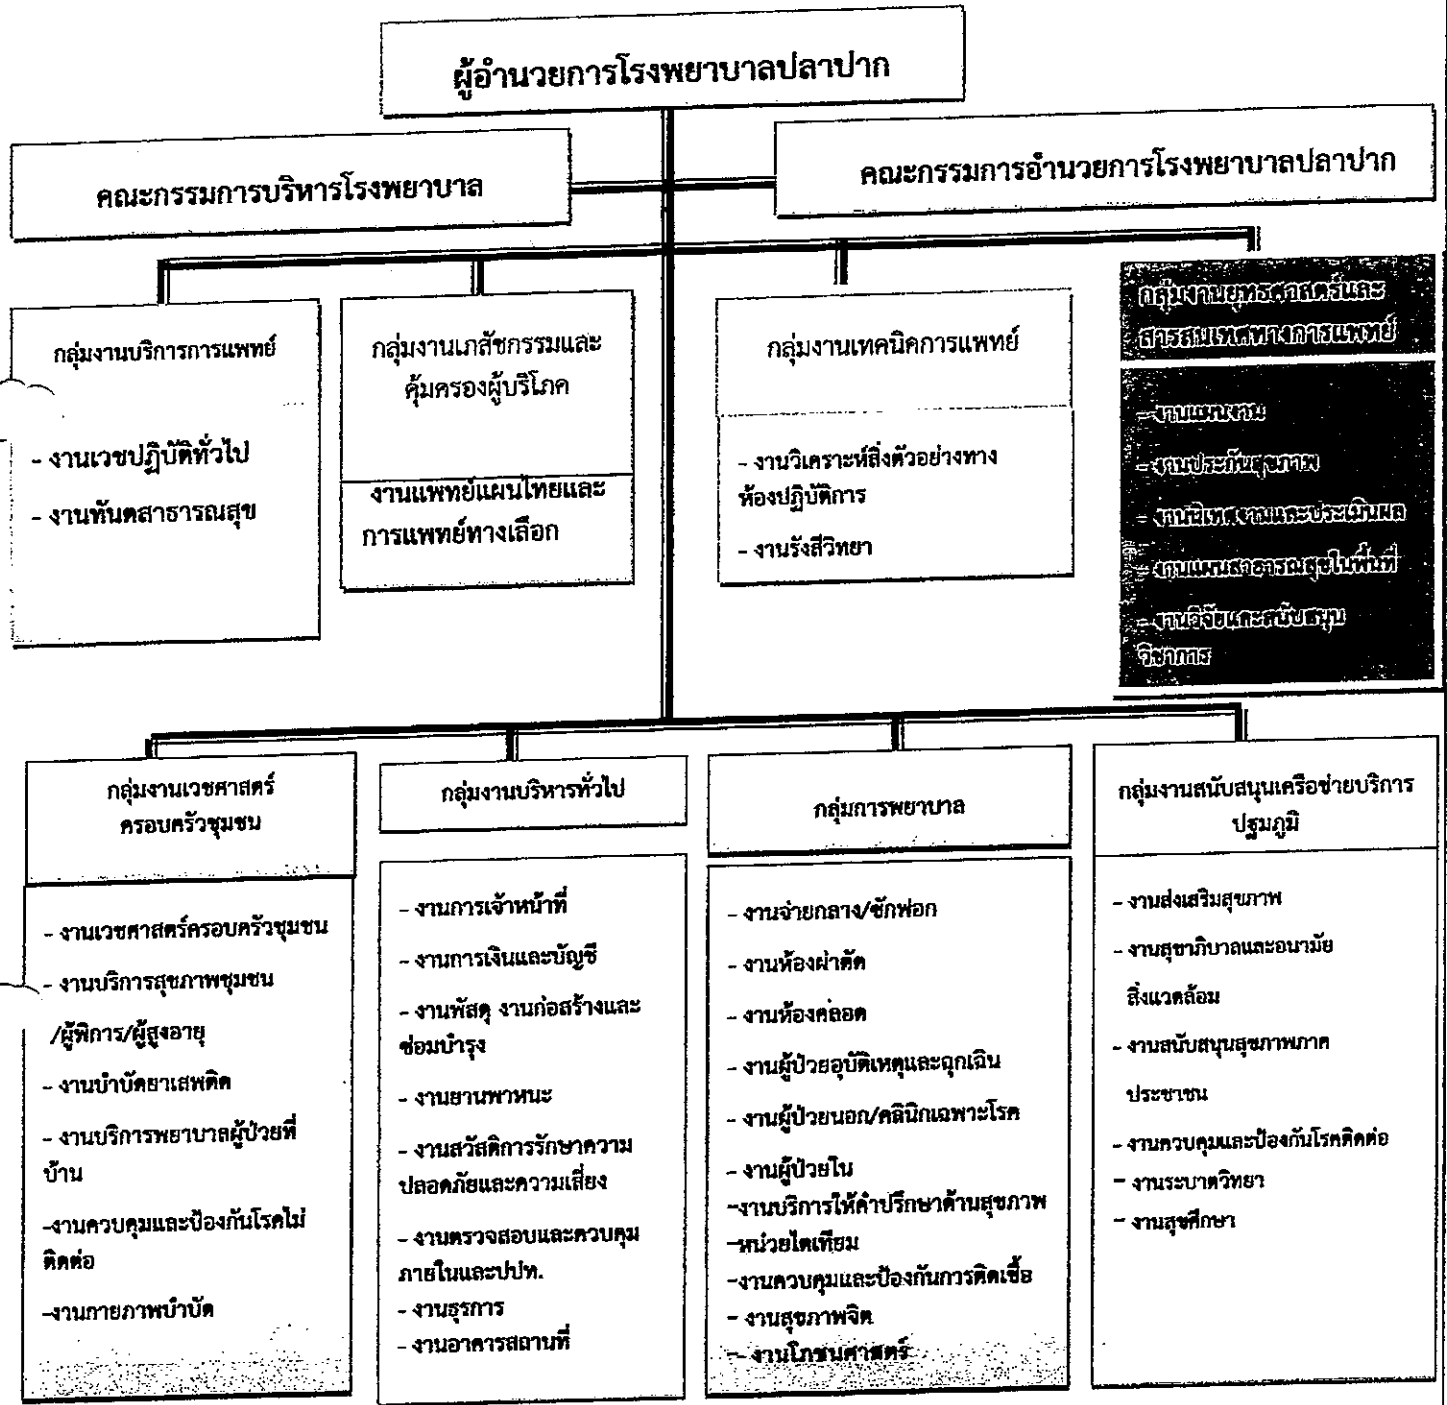 ผู้อำนวยการโรงพยาบาลปลาปาก
คณะกรรมการบริหารโรงพยาบาล
คณะกรรมการอำนวยการโรงพยาบาลปลาปาก
กลุ่มงานบริการการแพทย์
- งานเวชปฏิบัติทั่วไป
- งานทันตสาธารณสุข
กลุ่มงานเภสัชกรรมและ
คุ้มครองผู้บริโภค
งานแพทย์แผนไทยและ
การแพทย์ทางเลือก
กลุ่มงานเทคนิคการแพทย์
- งานวิเคราะห์สิ่งตัวอย่างทาง
ห้องปฏิบัติการ
- งานรังสีวิทยา
กลุ่มงานยุทธศาสตร์และ
สารสนเทศทางการแพทย์
- งานแผนงาน
- งานประกันสุขภาพ
- งานนิเทศงานและประเมินผล
- งานแผนสาธารณสุขในพื้นที่
- งานวิจัยและสนับสนุน
วิชาการ
กลุ่มงานเวชศาสตร์
ครอบครัวชุมชน
- งานเวชศาสตร์ครอบครัวชุมชน
- งานบริการสุขภาพชุมชน
/ผู้พิการ/ผู้สูงอายุ
- งานบำบัดยาเสพติด
- งานบริการพยาบาลผู้ป่วยที่
บ้าน
-งานควบคุมและป้องกันโรคไม่
ติดต่อ
-งานกายภาพบำบัด
กลุ่มงานบริหารทั่วไป
- งานการเจ้าหน้าที่
- งานการเงินและบัญชี
- งานพัสดุ งานก่อสร้างและ
ซ่อมบำรุง
- งานยานพาหนะ
- งานสวัสดิการรักษาความ
ปลอดภัยและความเสี่ยง
- งานตรวจสอบและควบคุม
ภายในและปปท.
- งานธุรการ
- งานอาคารสถานที่
กลุ่มการพยาบาล
- งานจ่ายกลาง/ซักฟอก
- งานห้องผ่าตัด
- งานห้องคลอด
- งานผู้ป่วยอุบัติเหตุและฉุกเฉิน
- งานผู้ป่วยนอก/คลินิกเฉพาะโรค
- งานผู้ป่วยใน
-งานบริการให้คำปรึกษาด้านสุขภาพ
-หน่วยไตเทียม
-งานควบคุมและป้องกันการติดเชื้อ
- งานสุขภาพจิต
- งานโภชนศาสตร์
กลุ่มงานสนับสนุนเครือข่ายบริการ
ปฐมภูมิ
- งานส่งเสริมสุขภาพ
- งานสุขาภิบาลและอนามัย
สิ่งแวดล้อม
- งานสนับสนุนสุขภาพภาค
ประชาชน
- งานควบคุมและป้องกันโรคติดต่อ
- งานระบาดวิทยา
- งานสุขศึกษา